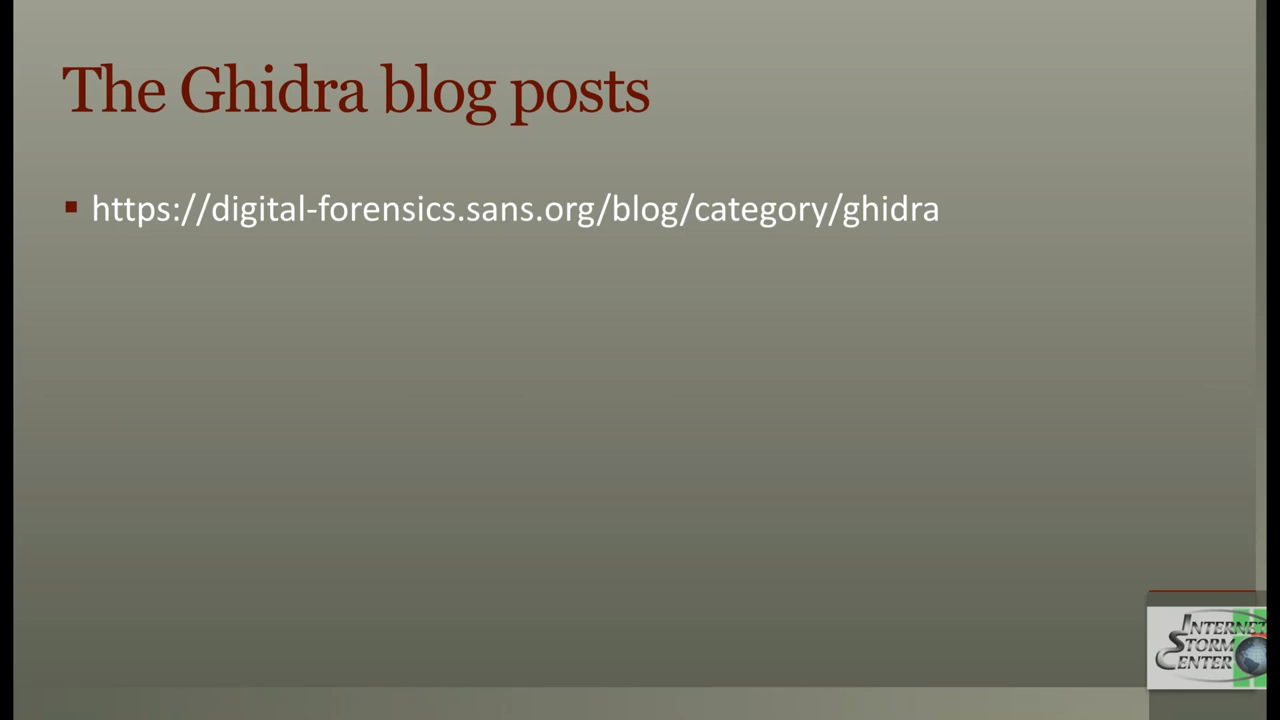 The Ghidra blog posts
https://digital-forensics.sans.org/blog/category/ghidra
INTERNET
STORM
CENTER